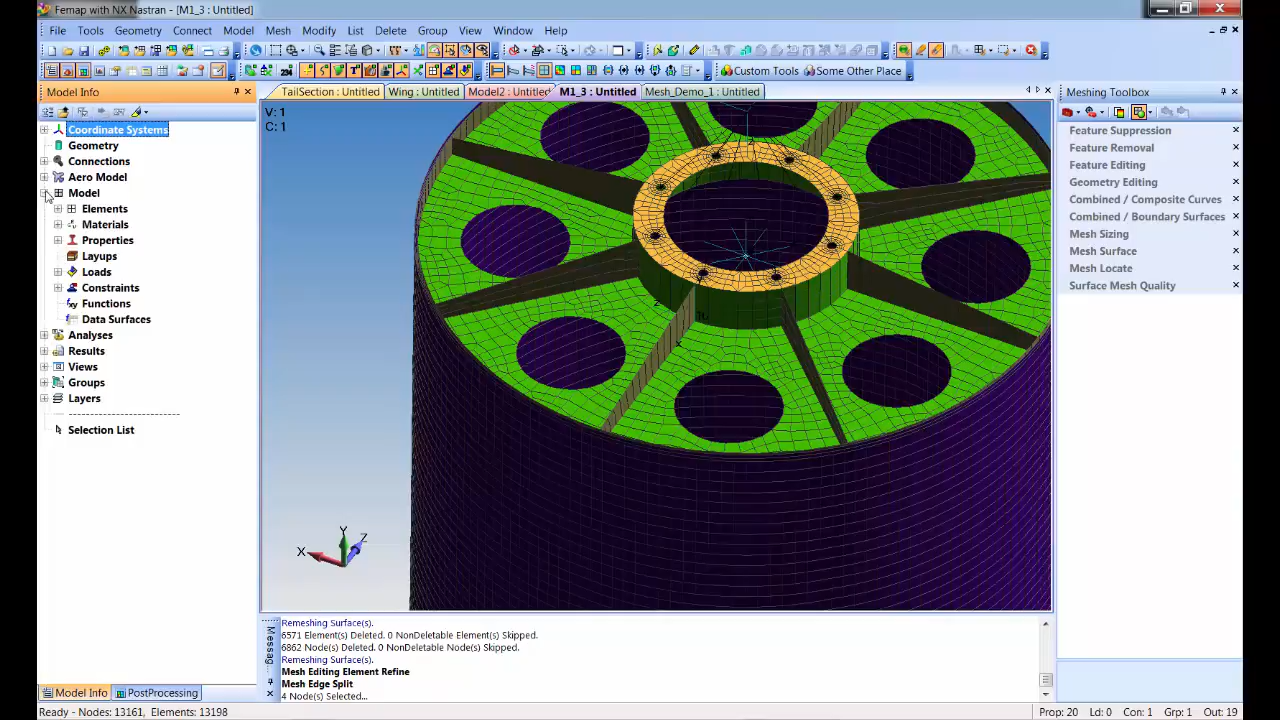 Femap with NX Nastran - [M1_3 : Untitled]
File Tools Geometry Connect Model Mesh Modify List Delete Group View Window Help
Custom Tools Some Other Place
Model Info
TailSection : Untitled Wing : Untitled Model2 : Untitled M1_3 : Untitled Mesh_Demo_1 : Untitled
Meshing Toolbox
V: 1
C: 1
Coordinate Systems
Geometry
Connections
Aero Model
Model
Elements
Materials
Properties
Layups
Loads
Constraints
Functions
Data Surfaces
Analyses
Results
Views
Groups
Layers
Selection List
Feature Suppression
Feature Removal
Feature Editing
Geometry Editing
Combined / Composite Curves
Combined / Boundary Surfaces
Mesh Sizing
Mesh Surface
Mesh Locate
Surface Mesh Quality
Y
X
Z
Messag...
Remeshing Surface(s).
6571 Element(s) Deleted. 0 NonDeletable Element(s) Skipped.
6862 Node(s) Deleted. 0 NonDeletable Node(s) Skipped.
Remeshing Surface(s).
Mesh Editing Element Refine
Mesh Edge Split
4 Node(s) Selected...
Model Info PostProcessing
Ready - Nodes: 13161, Elements: 13198
Prop: 20 Ld: 0 Con: 1 Grp: 1 Out: 19